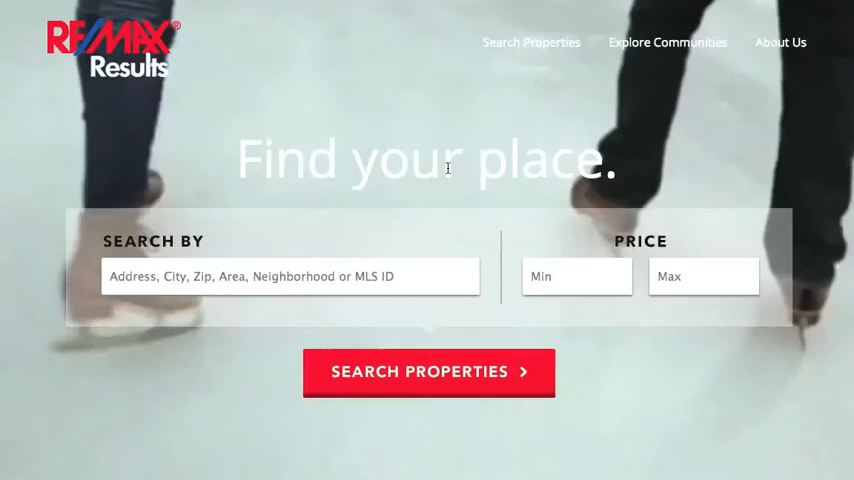 RE/MAX®
Results
Search Properties Explore Communities About Us
Find your place.
SEARCH BY PRICE
Address, City, Zip, Area, Neighborhood or MLS ID Min Max
SEARCH PROPERTIES >